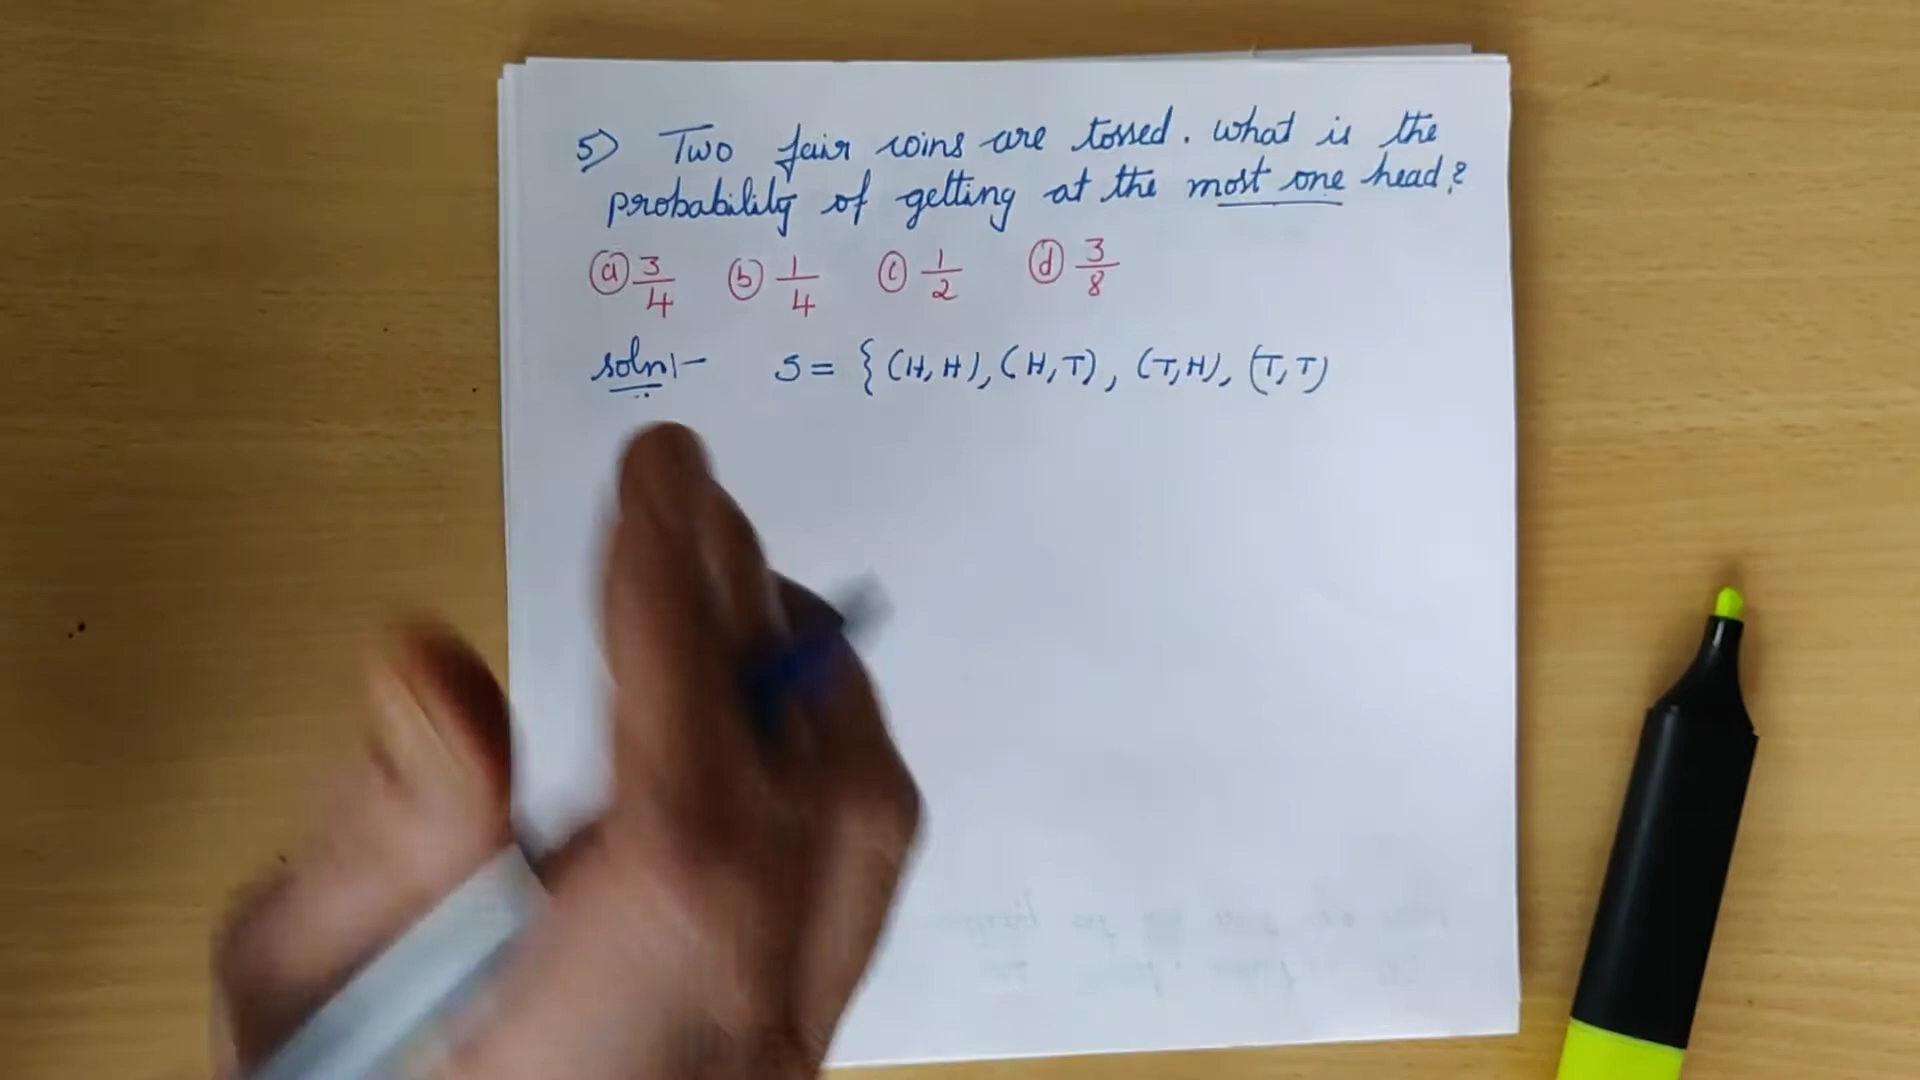 5) Two fair coins are tossed. What is the
probability of getting at the most one head?
(a) 3/4 (b) 1/4 (c) 1/2 (d) 3/8
soln:- S = {(H,H),(H,T), (T,H), (T,T)